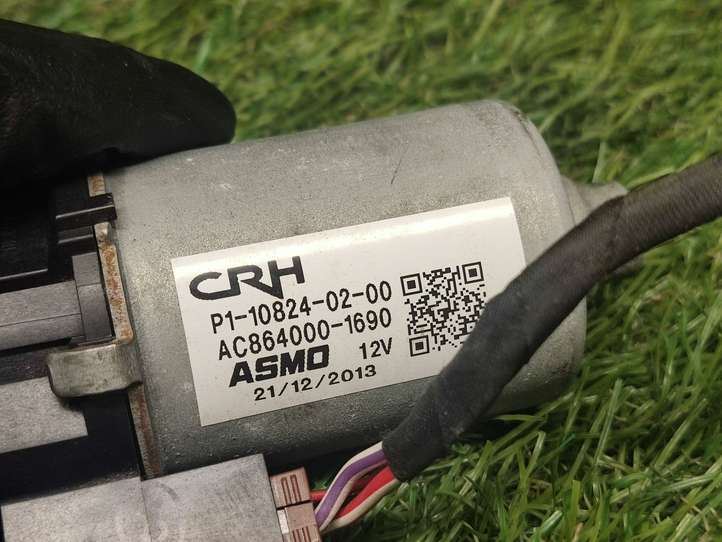 CRH
P1-10824-02-00
AC864000-1690
ASMO 12V
21/12/2013